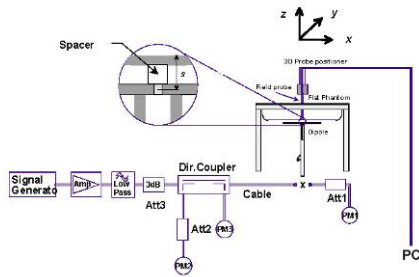 z
y
x
3D Probe positioner
Spacer
s
Field probe
Flat Phantom
Dipole
Signal
Generato
Amp
Low
Pass
3dB
Att3
Dir.Coupler
Cable
x
Att1
PM1
Att2
PM3
PM2
PC